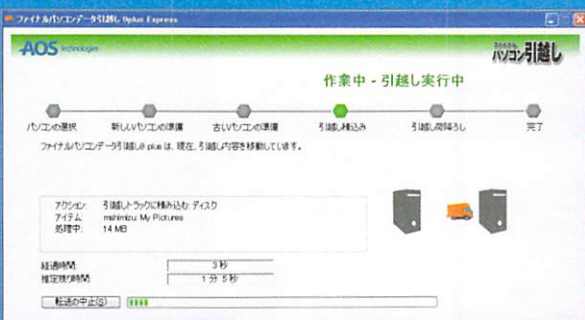 ファイナルパソコンデータ引越し 9plus Express
AOS Technologies
パソコン引越し
作業中 - 引越し実行中
パソコンの選択
新しいパソコンの準備
古いパソコンの準備
引越し積込み
引越し荷降ろし
完了
ファイナルパソコンデータ引越し9 plus は、現在、引越し内容を移動しています。
アクション: 引越しトラックに積み込む: ディスク
アイテム: mshimizu: My Pictures
処理中: 14 MB
経過時間: 3 秒
推定残り時間: 1 分 5 秒
転送の中止(S)